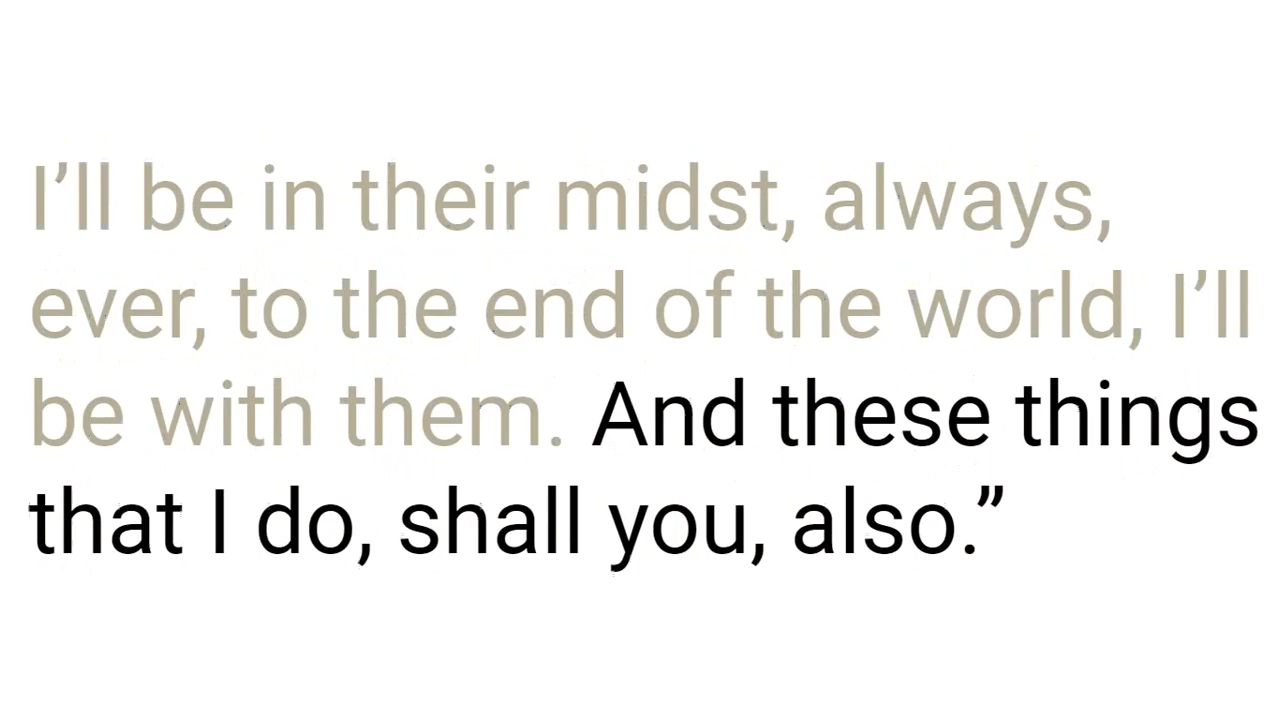 I’ll be in their midst, always,
ever, to the end of the world, I’ll
be with them. And these things
that I do, shall you, also.”